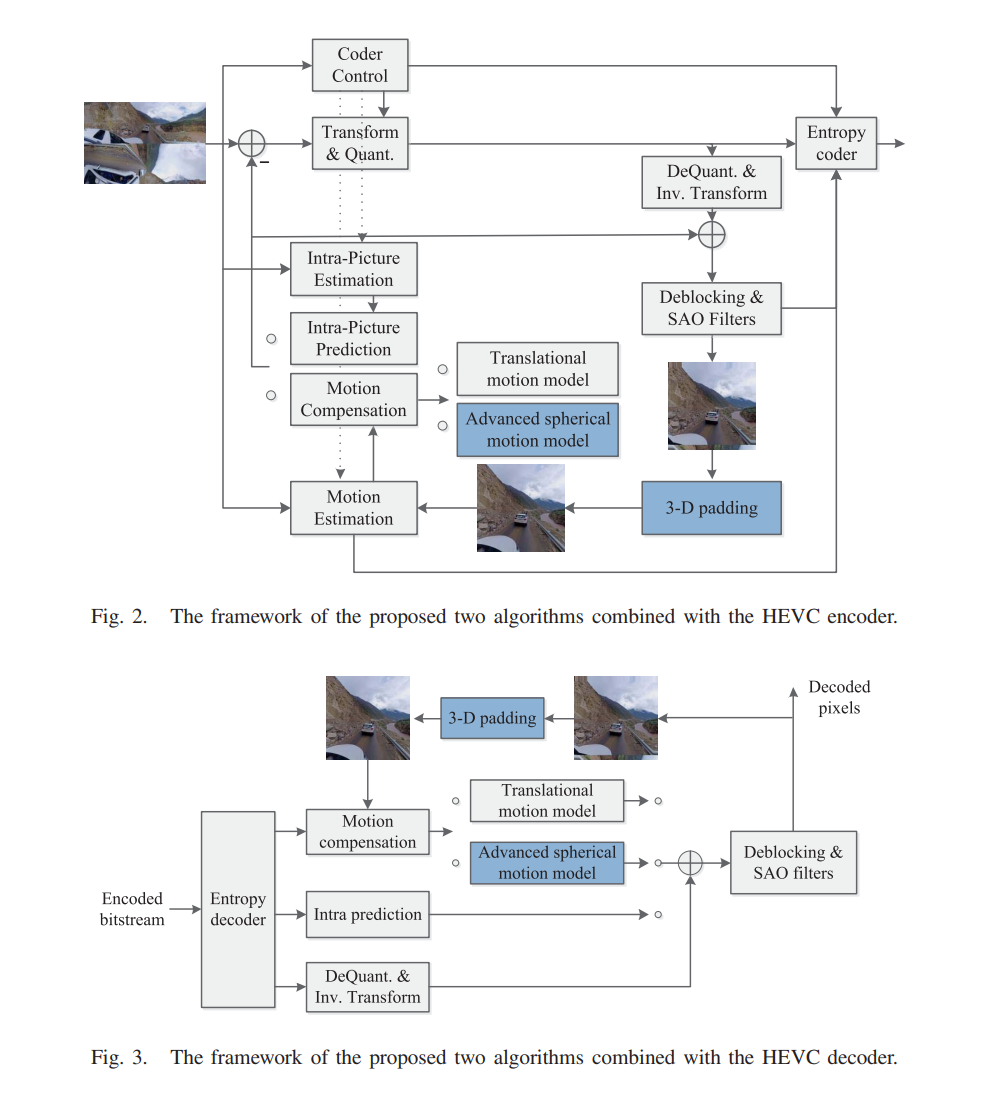 Coder
Control
Transform
& Quant.
Entropy
coder
DeQuant. &
Inv. Transform
Intra-Picture
Estimation
Deblocking &
SAO Filters
Intra-Picture
Prediction
Translational
motion model
Motion
Compensation
Advanced spherical
motion model
Motion
Estimation
3-D padding
Fig. 2. The framework of the proposed two algorithms combined with the HEVC encoder.
Decoded
pixels
3-D padding
Translational
motion model
Motion
compensation
Advanced spherical
motion model
Deblocking &
SAO filters
Encoded
bitstream
Entropy
decoder
Intra prediction
DeQuant. &
Inv. Transform
Fig. 3. The framework of the proposed two algorithms combined with the HEVC decoder.